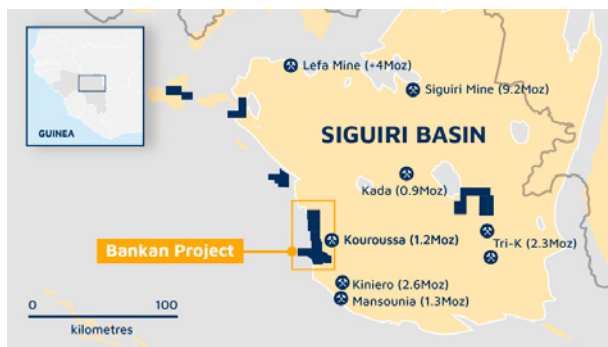 Lefa Mine (+4Moz)
Siguiri Mine (9.2Moz)
GUINEA
SIGUIRI BASIN
Kada (0.9Moz)
Bankan Project
Kouroussa (1.2Moz)
Tri-K (2.3Moz)
Kiniero (2.6Moz)
Mansounia (1.3Moz)
0 100
kilometres